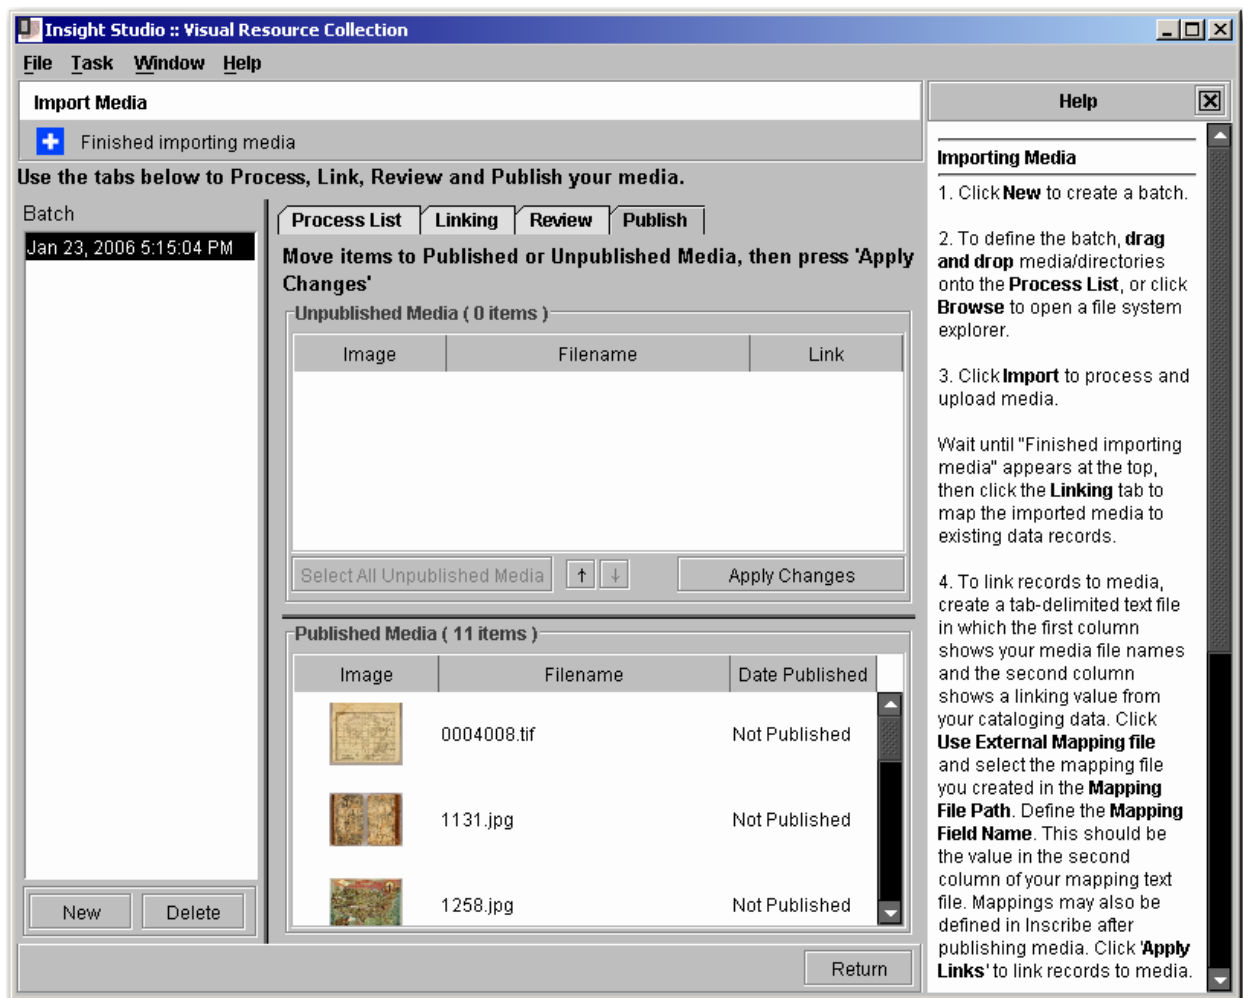 Insight Studio :: Visual Resource Collection
File Task Window Help
Import Media
Finished importing media
Use the tabs below to Process, Link, Review and Publish your media.
Batch
Jan 23, 2006 5:15:04 PM
New Delete
Process List Linking Review Publish
Move items to Published or Unpublished Media, then press 'Apply
Changes'
Unpublished Media ( 0 items )
Image Filename Link
Select All Unpublished Media ↑ ↓ Apply Changes
Published Media ( 11 items )
Image Filename Date Published
0004008.tif Not Published
1131.jpg Not Published
1258.jpg Not Published
Return
Help
Importing Media
1. Click New to create a batch.
2. To define the batch, drag
and drop media/directories
onto the Process List, or click
Browse to open a file system
explorer.
3. Click Import to process and
upload media.
Wait until "Finished importing
media" appears at the top,
then click the Linking tab to
map the imported media to
existing data records.
4. To link records to media,
create a tab-delimited text file
in which the first column
shows your media file names
and the second column
shows a linking value from
your cataloging data. Click
Use External Mapping file
and select the mapping file
you created in the Mapping
File Path. Define the Mapping
Field Name. This should be
the value in the second
column of your mapping text
file. Mappings may also be
defined in Inscribe after
publishing media. Click 'Apply
Links' to link records to media.